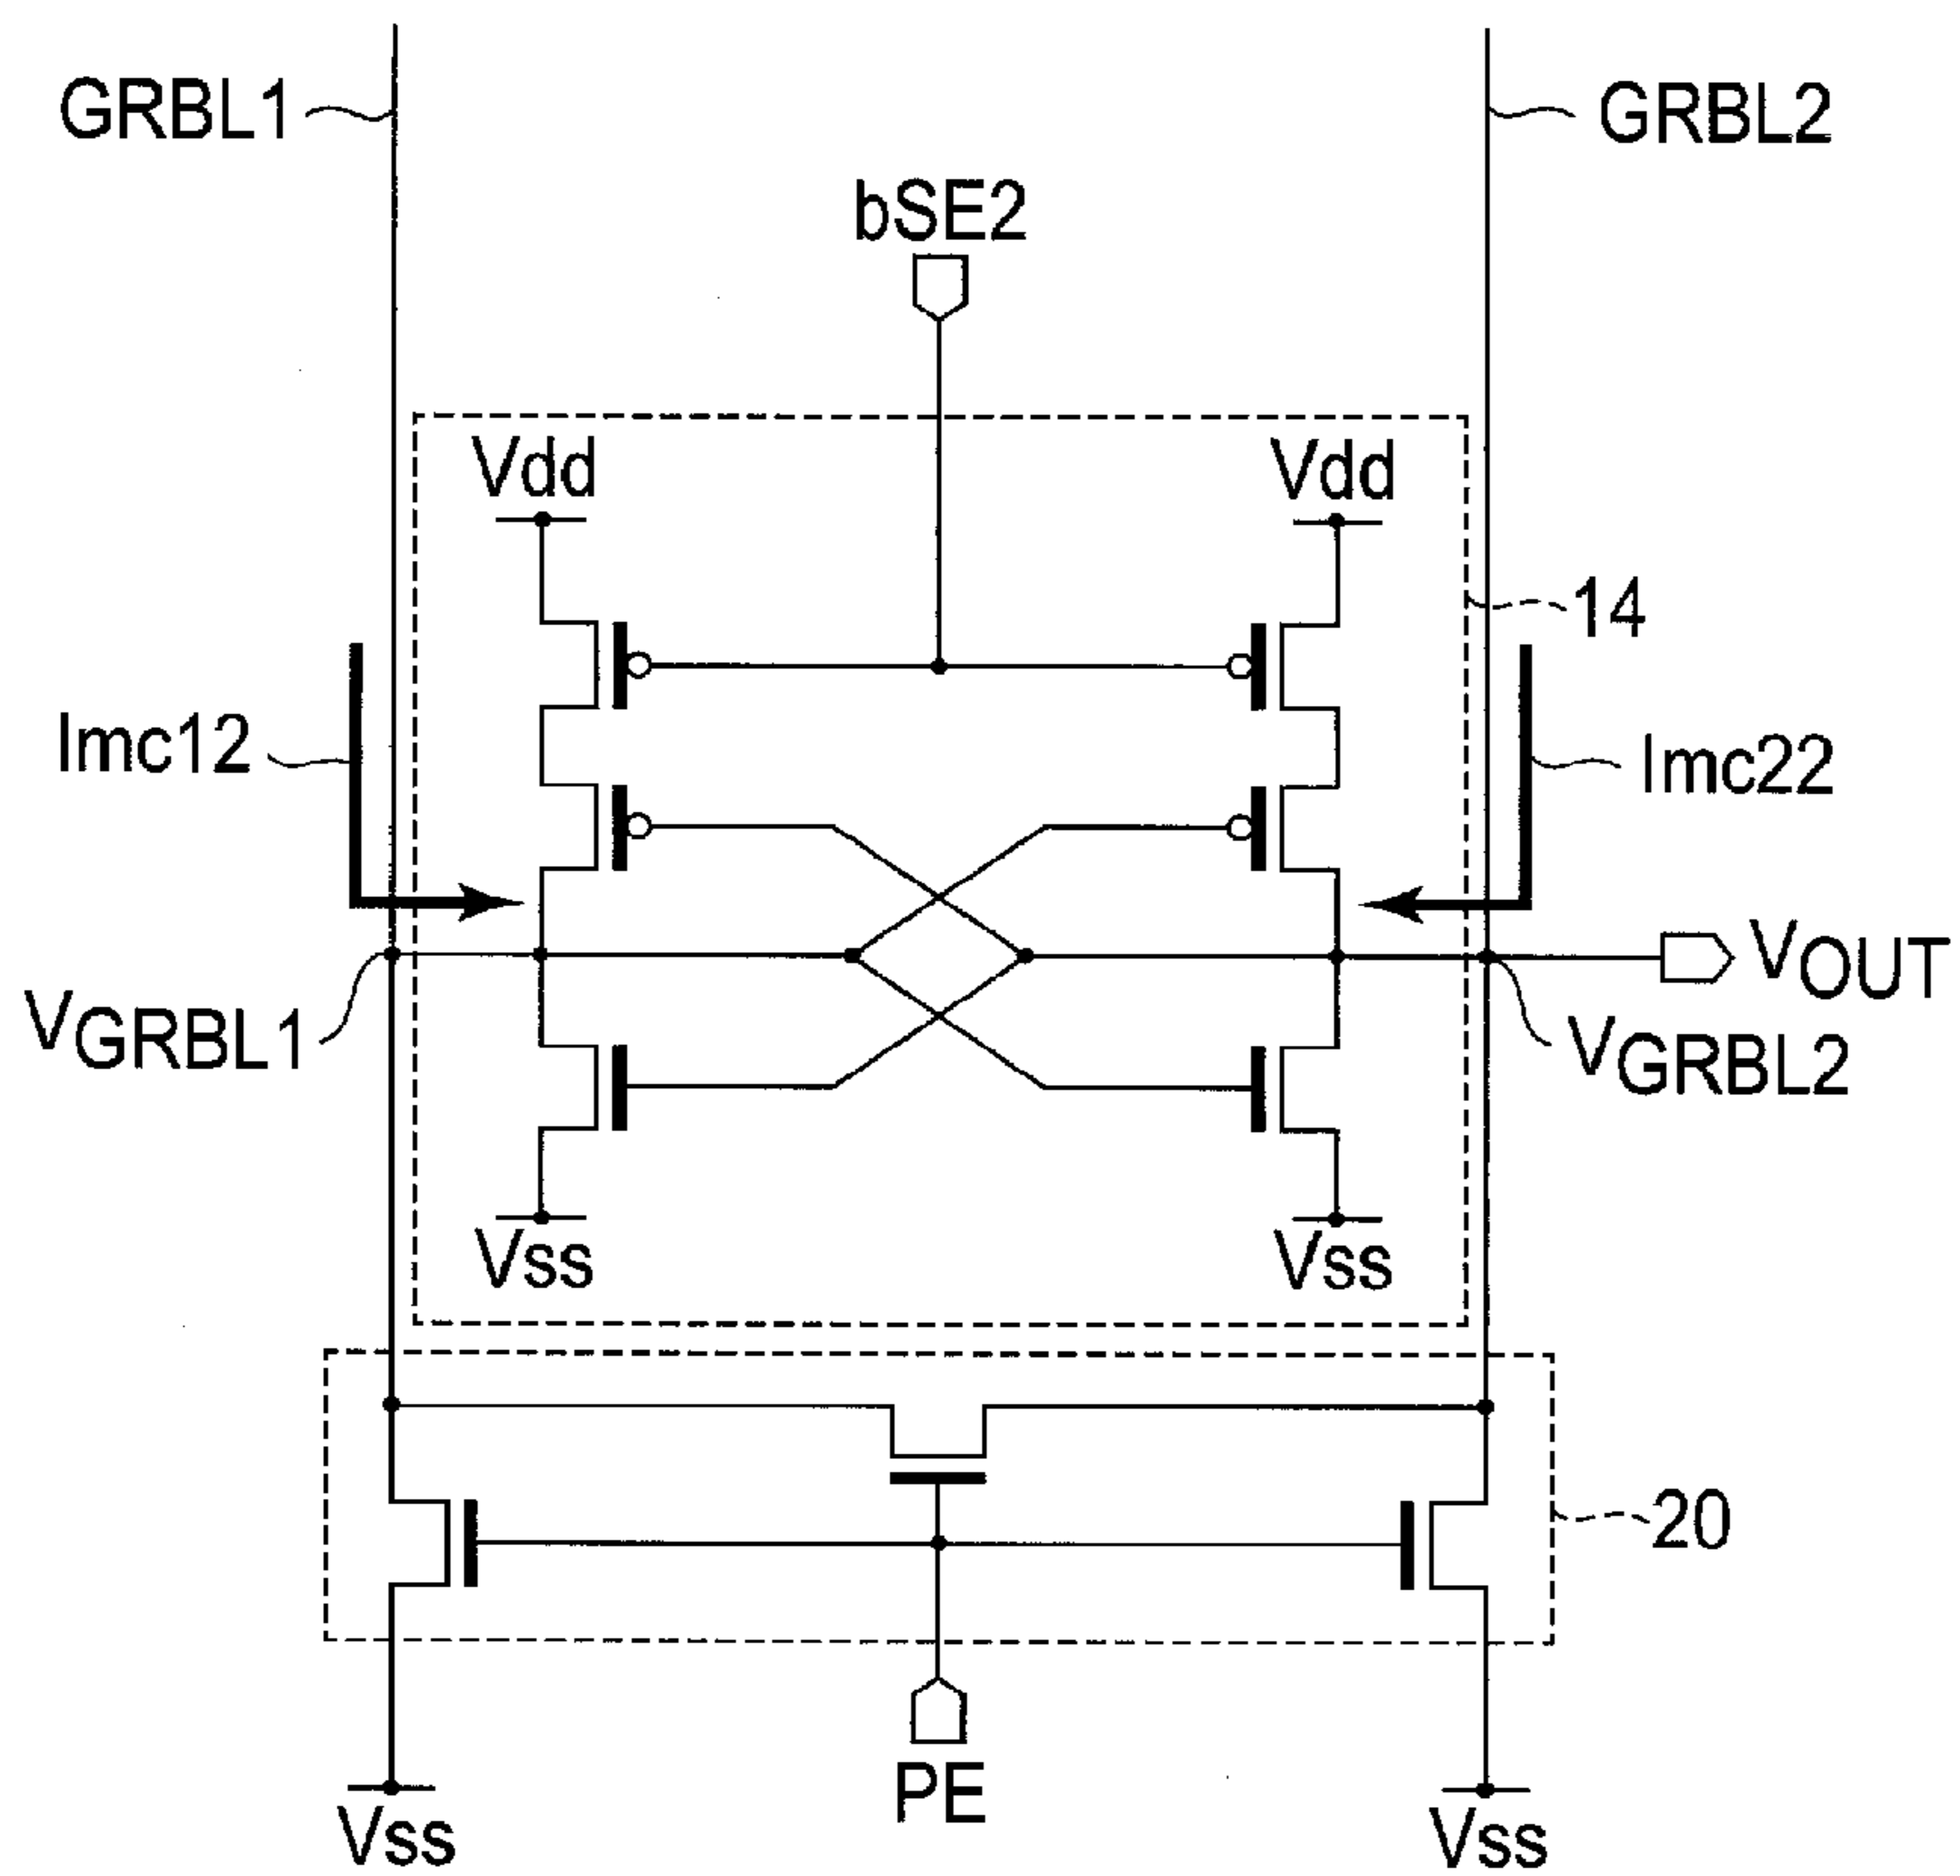 GRBL1
GRBL2
bSE2
Vdd
Vdd
14
Imc12
Imc22
VOUT
VGRBL1
VGRBL2
Vss
Vss
20
PE
Vss
Vss